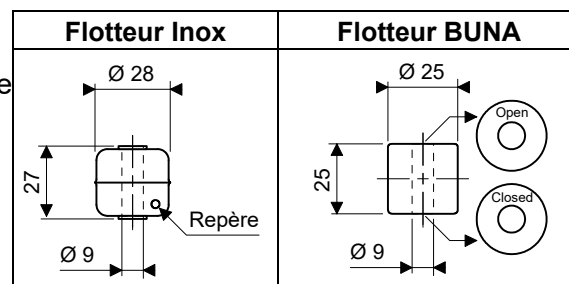 Flotteur Inox
Flotteur BUNA
e
Ø 28
27
Repère
Ø 9
Ø 25
Open
25
Closed
Ø 9